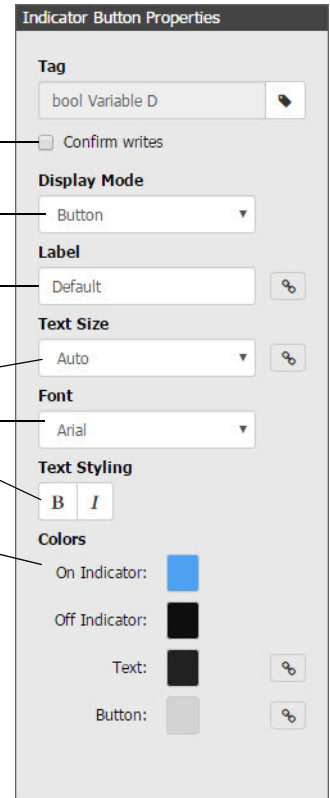 Indicator Button Properties
Tag
bool Variable D
Confirm writes
Display Mode
Button
Label
Default
Text Size
Auto
Font
Arial
Text Styling
B I
Colors
On Indicator:
Off Indicator:
Text:
Button: